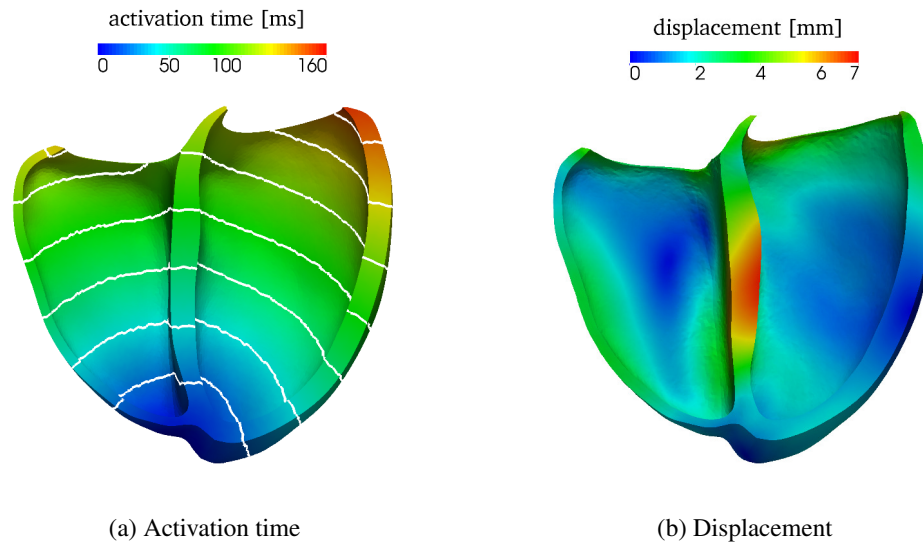 activation time [ms]
0 50 100 160
displacement [mm]
0 2 4 6 7
(a) Activation time
(b) Displacement